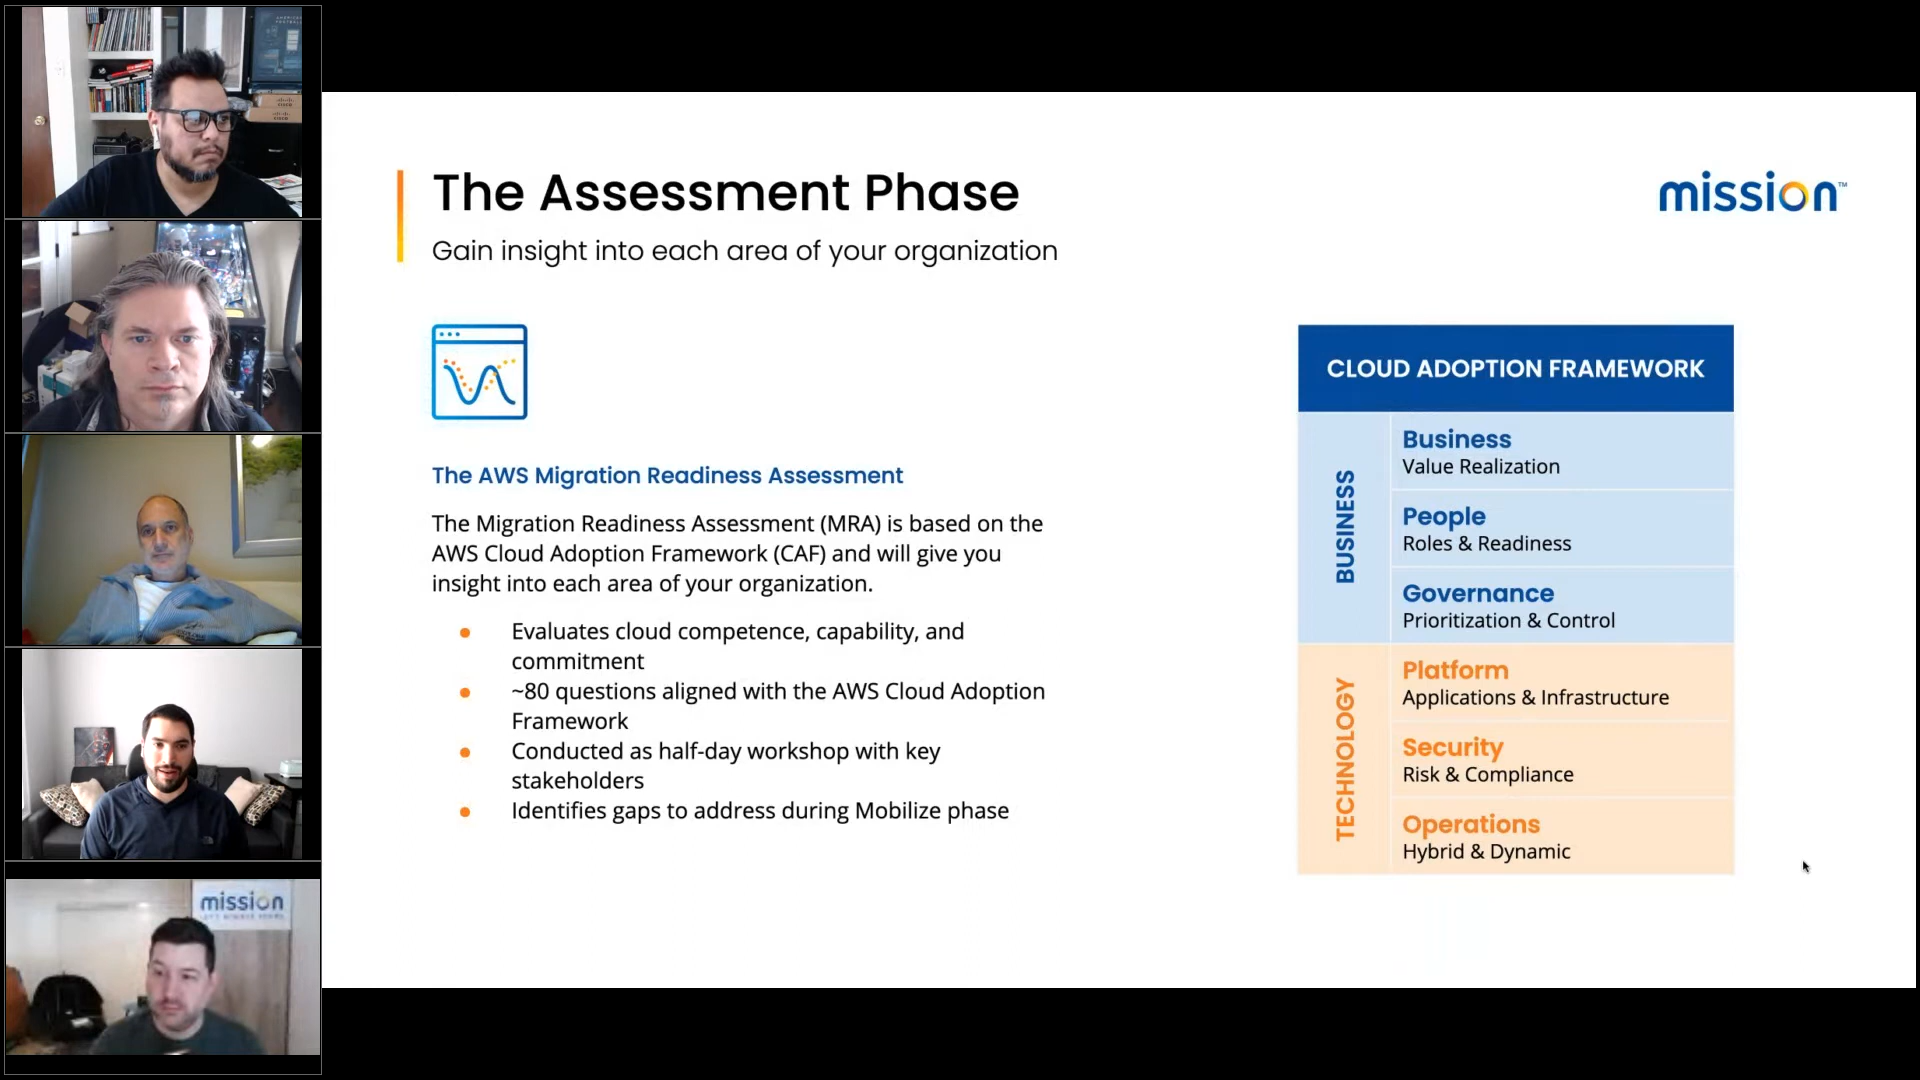 The Assessment Phase
Gain insight into each area of your organization
mission™
The AWS Migration Readiness Assessment
The Migration Readiness Assessment (MRA) is based on the
AWS Cloud Adoption Framework (CAF) and will give you
insight into each area of your organization.
● Evaluates cloud competence, capability, and
commitment
● ~80 questions aligned with the AWS Cloud Adoption
Framework
● Conducted as half-day workshop with key
stakeholders
● Identifies gaps to address during Mobilize phase
CLOUD ADOPTION FRAMEWORK
BUSINESS
Business
Value Realization
People
Roles & Readiness
Governance
Prioritization & Control
TECHNOLOGY
Platform
Applications & Infrastructure
Security
Risk & Compliance
Operations
Hybrid & Dynamic
mission